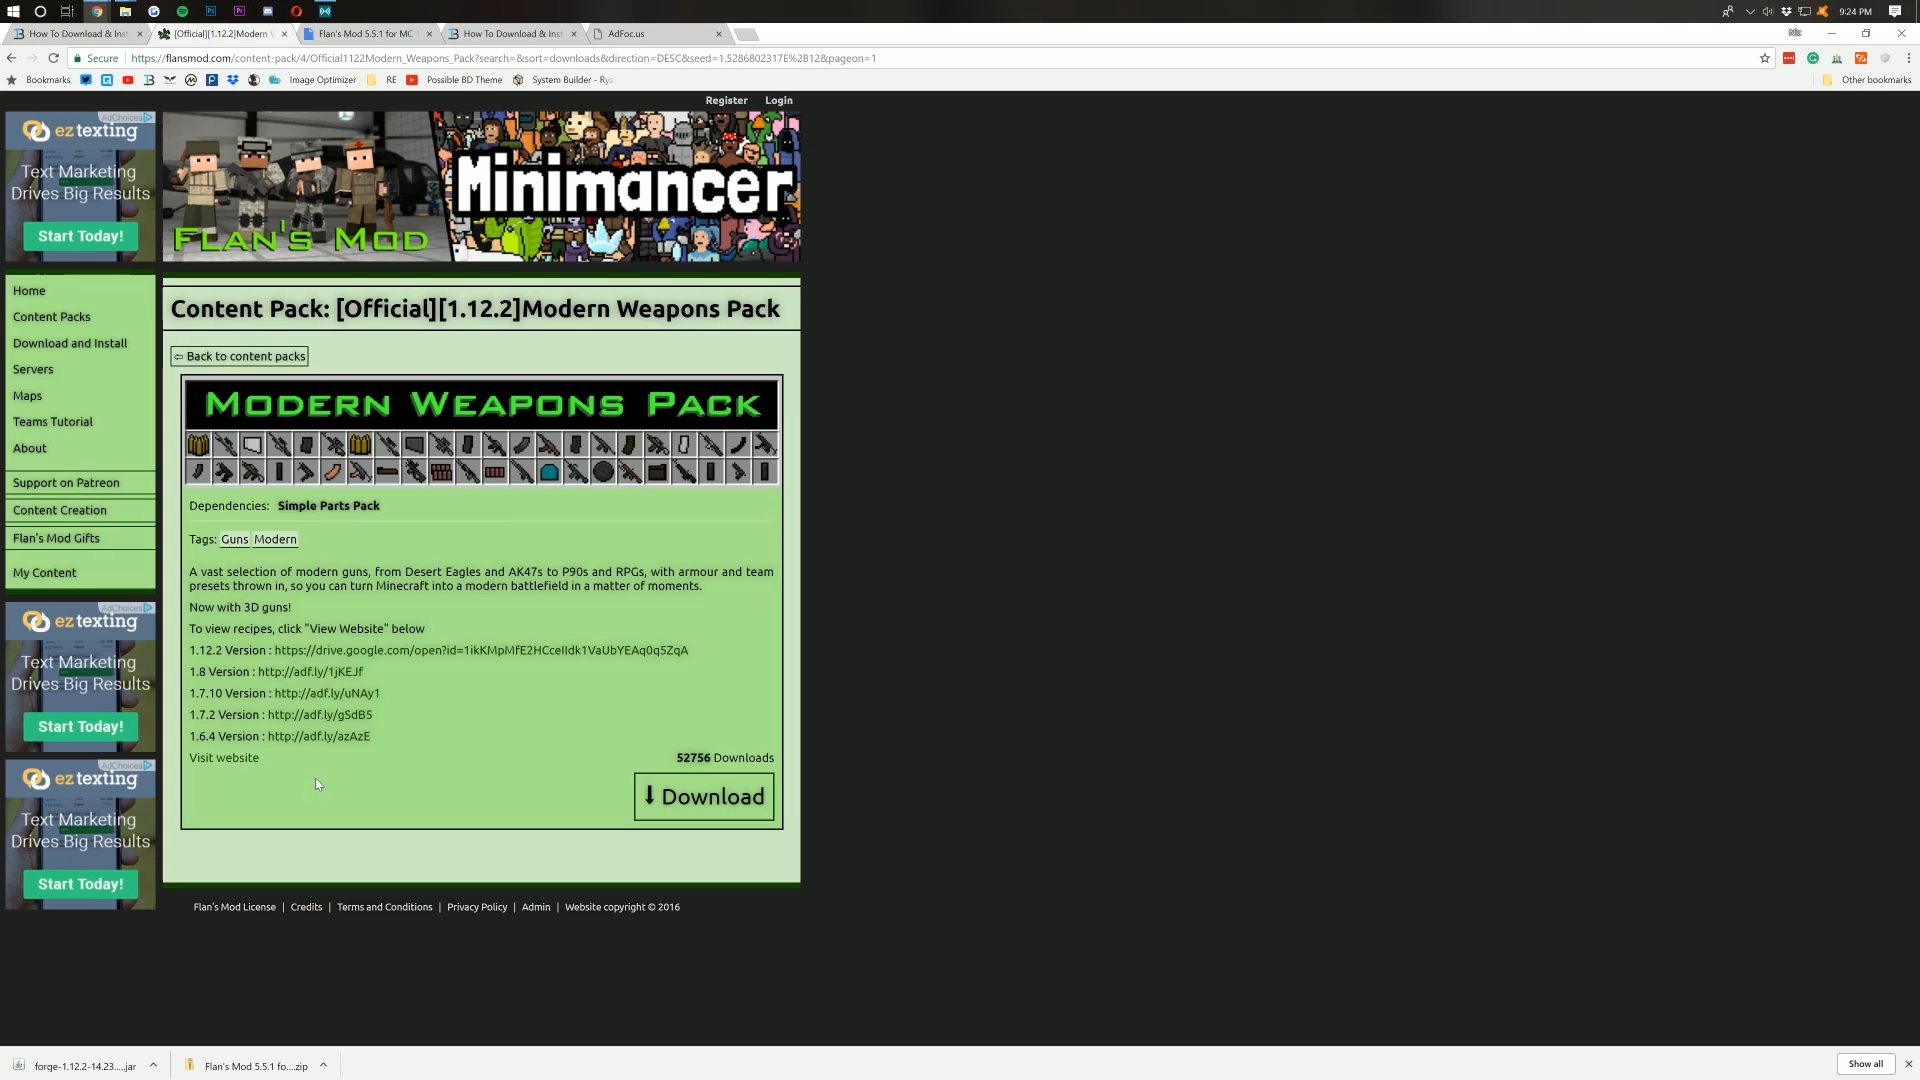 9:24 PM
How To Download & Inst
[Official][1.12.2]Modern W
Flan's Mod 5.5.1 for MC
How To Download & Inst
AdFoc.us
Nic
Secure
https://flansmod.com/content-pack/4/Official1122Modern_Weapons_Pack?search=&sort=downloads&direction=DESC&seed=1.5286802317E%2B12&pageon=1
Bookmarks
Image Optimizer
RE
Possible BD Theme
System Builder - Ryz
Other bookmarks
Register
Login
AdChoices
ez texting
Text Marketing
Drives Big Results
Start Today!
FLAN'S MOD
Minimancer
Home
Content Packs
Download and Install
Servers
Maps
Teams Tutorial
About
Support on Patreon
Content Creation
Flan's Mod Gifts
My Content
AdChoices
ez texting
Text Marketing
Drives Big Results
Start Today!
AdChoices
ez texting
Text Marketing
Drives Big Results
Start Today!
Content Pack: [Official][1.12.2]Modern Weapons Pack
⇦ Back to content packs
MODERN WEAPONS PACK
Dependencies: Simple Parts Pack
Tags: Guns Modern
A vast selection of modern guns, from Desert Eagles and AK47s to P90s and RPGs, with armour and team
presets thrown in, so you can turn Minecraft into a modern battlefield in a matter of moments.
Now with 3D guns!
To view recipes, click "View Website" below
1.12.2 Version : https://drive.google.com/open?id=1ikKMpMfE2HCceIIdk1VaUbYEAq0q5ZqA
1.8 Version : http://adf.ly/1jKEJf
1.7.10 Version : http://adf.ly/uNAy1
1.7.2 Version : http://adf.ly/gSdB5
1.6.4 Version : http://adf.ly/azAzE
Visit website
52756 Downloads
⬇ Download
Flan's Mod License | Credits | Terms and Conditions | Privacy Policy | Admin | Website copyright © 2016
forge-1.12.2-14.23....jar
Flan's Mod 5.5.1 fo....zip
Show all